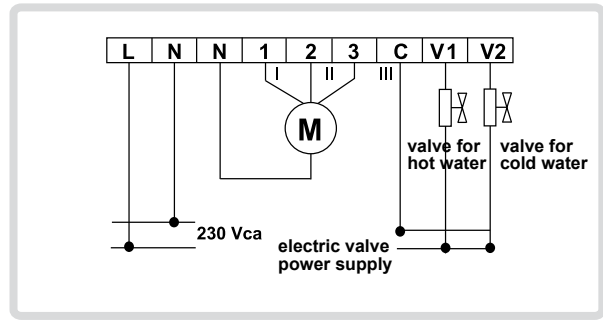 L N N 1 2 3 C V1 V2
I II III
M
valve for hot water
valve for cold water
230 Vca
electric valve
power supply